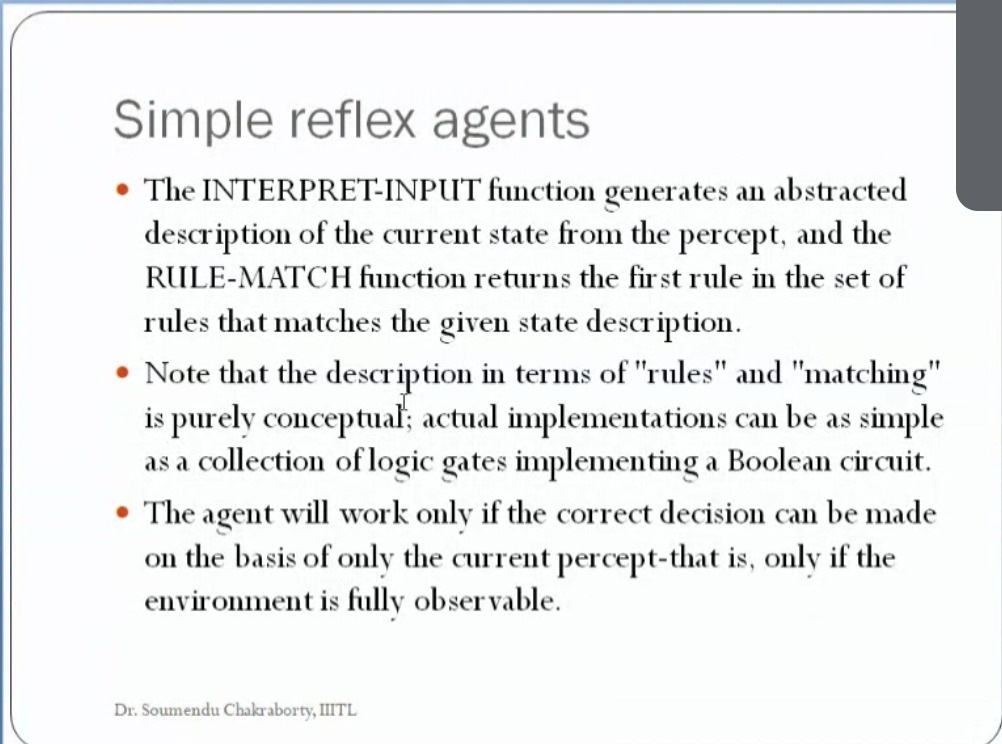 Simple reflex agents
• The INTERPRET-INPUT function generates an abstracted
description of the current state from the percept, and the
RULE-MATCH function returns the first rule in the set of
rules that matches the given state description.
• Note that the description in terms of "rules" and "matching"
is purely conceptual; actual implementations can be as simple
as a collection of logic gates implementing a Boolean circuit.
• The agent will work only if the correct decision can be made
on the basis of only the current percept-that is, only if the
environment is fully observable.
Dr. Soumendu Chakraborty, IIITL